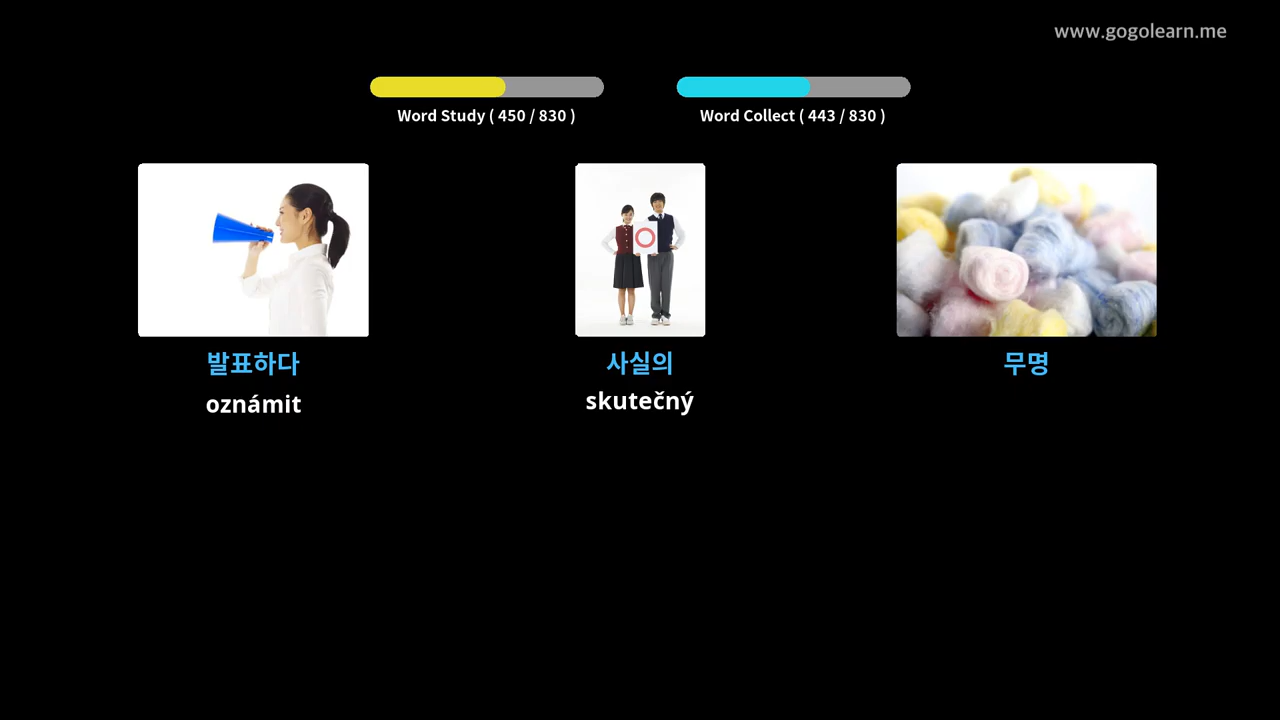 www.gogolearn.me
Word Study ( 450 / 830 )
Word Collect ( 443 / 830 )
발표하다
oznámit
사실의
skutečný
무명